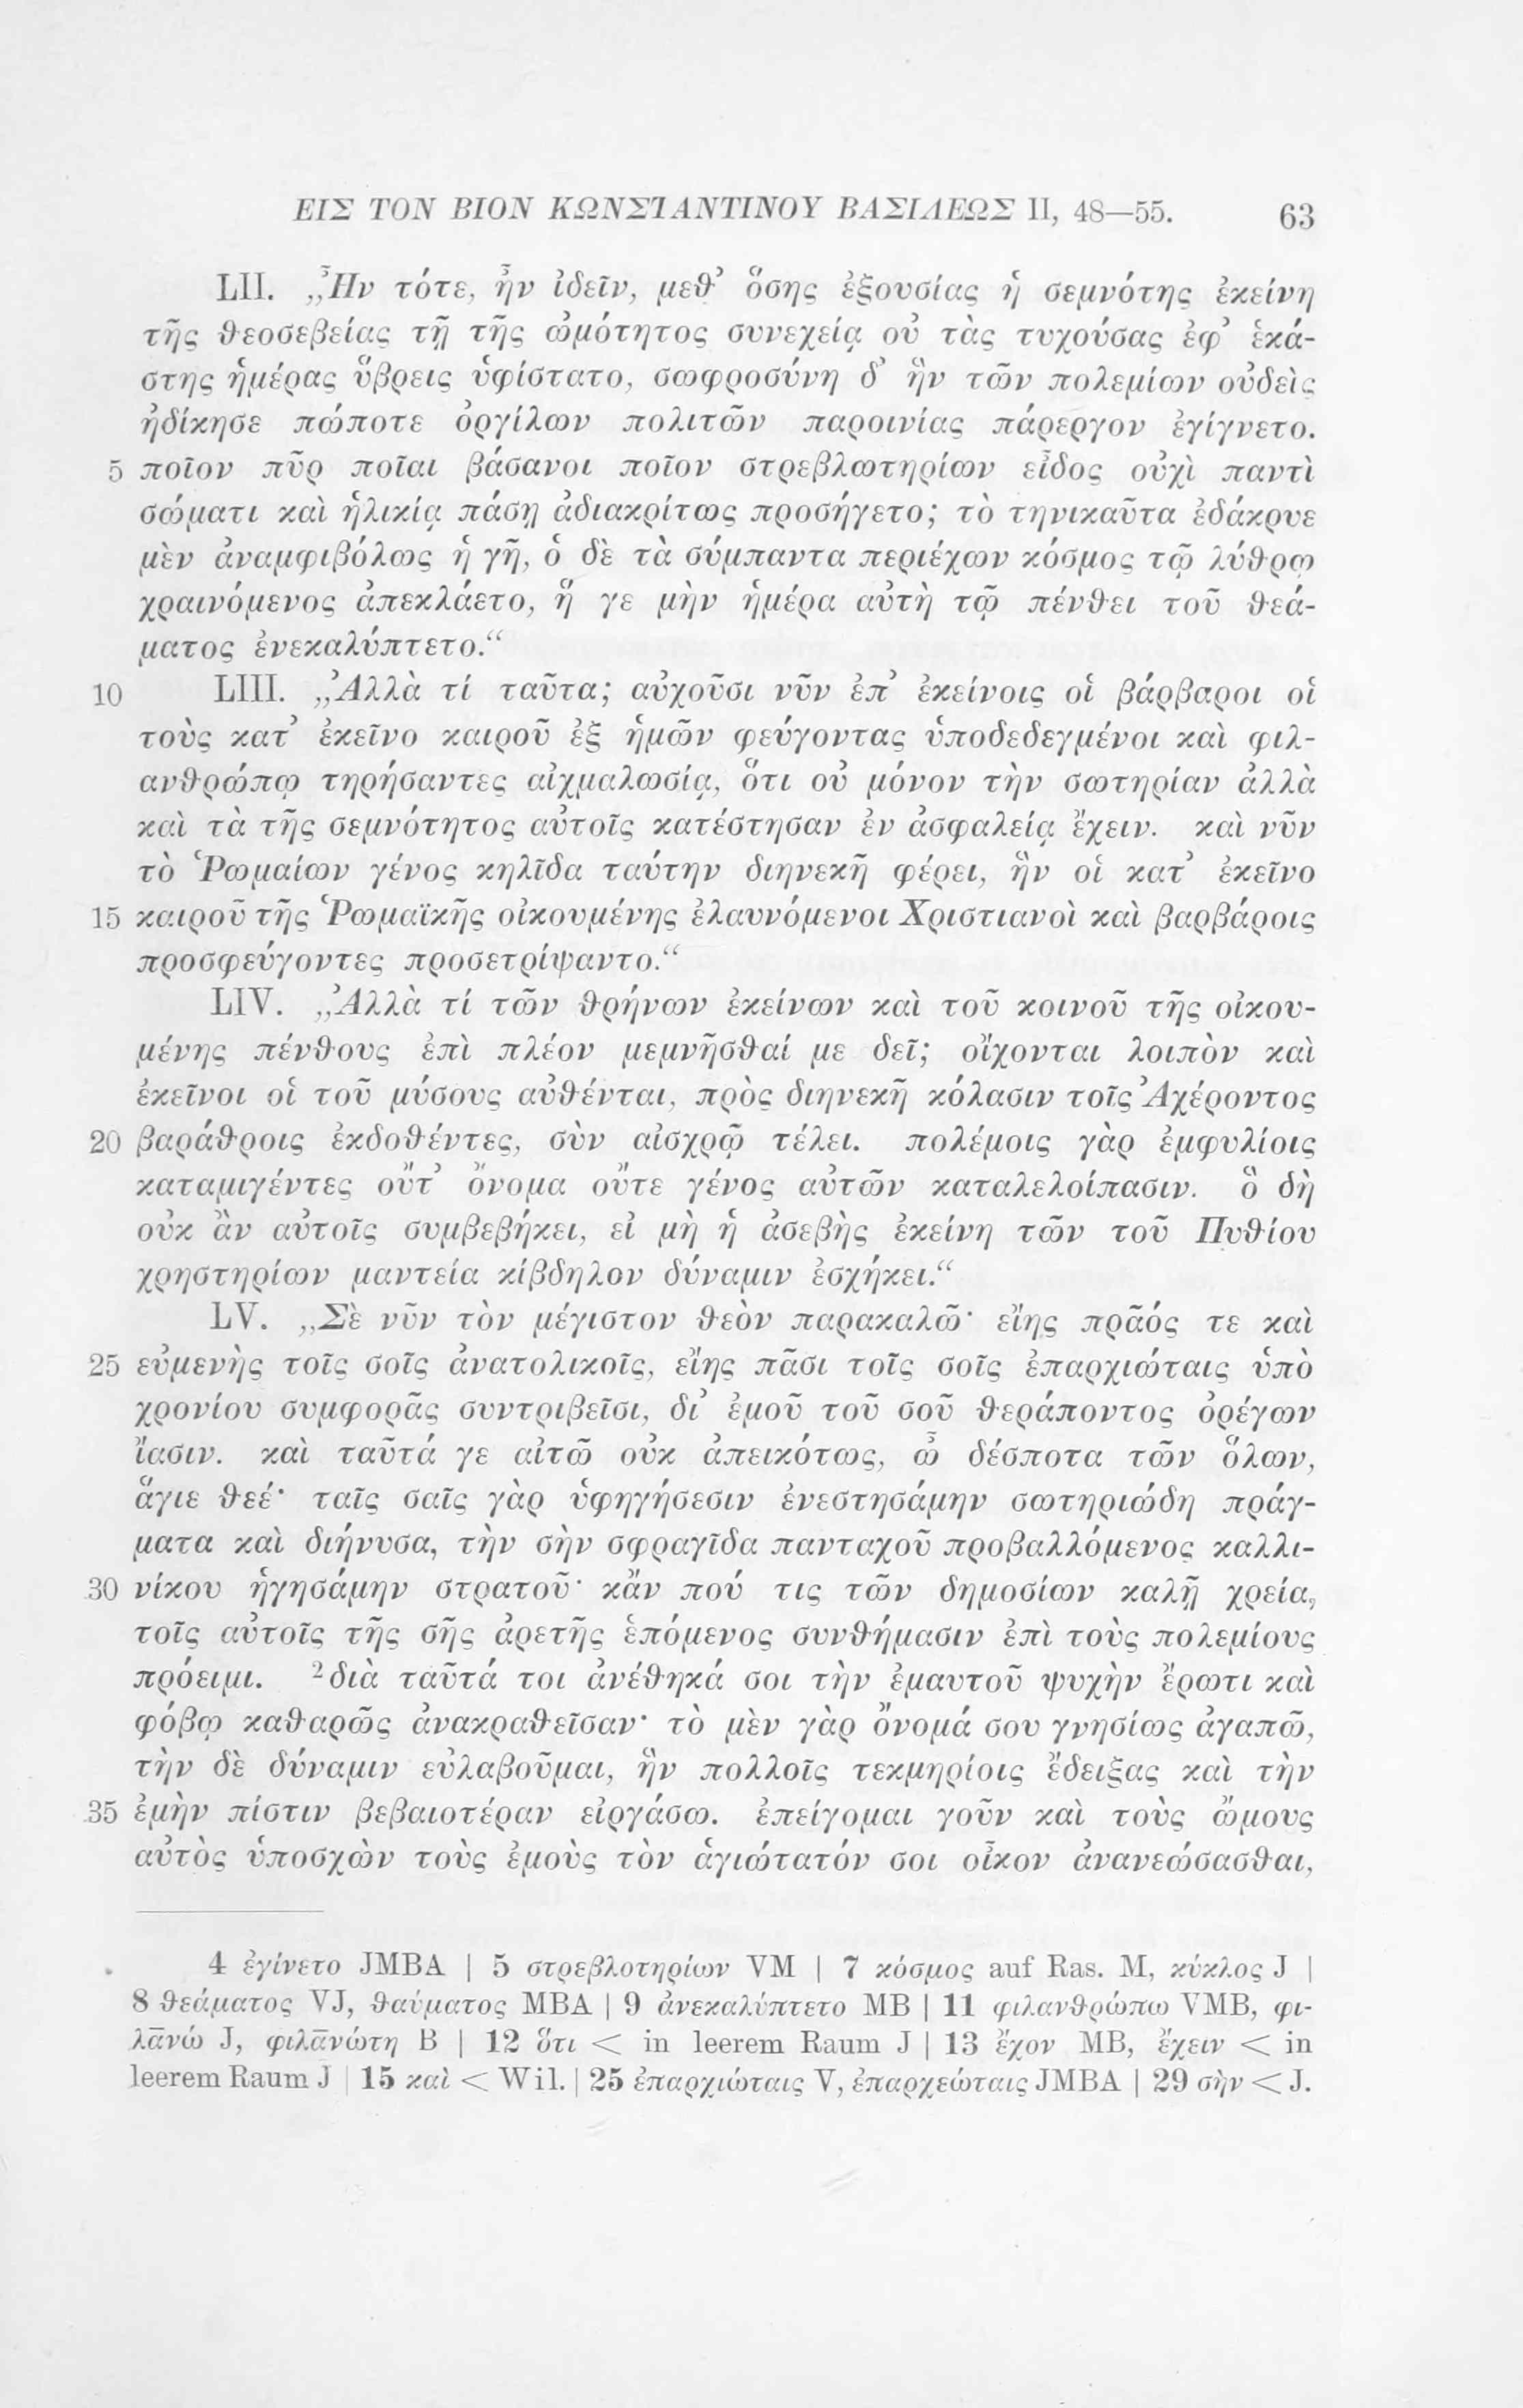 ΕΙΣ ΤΟΝ ΒΙΟΝ ΚΩΝΣΤΑΝΤΙΝΟΥ ΒΑΣΙΛΕΩΣ II, 48—55. 63
LII. „Ἦν τότε, ἦν ἰδεῖν, μεθ’ ὅσης ἐξουσίας ἡ σεμνότης ἐκείνη
τῆς θεοσεβείας τῇ τῆς ὠμότητος συνεχείᾳ οὐ τὰς τυχούσας ἐφ’ ἑκά-
στης ἡμέρας ὕβρεις ὑφίστατο, σωφροσύνη δ’ ἣν τῶν πολεμίων οὐδεὶς
ἠδίκησε πώποτε ὀργίλων πολιτῶν παροινίας πάρεργον ἐγίγνετο.
5 ποῖον πῦρ ποῖαι βάσανοι ποῖον στρεβλωτηρίων εἶδος οὐχὶ παντὶ
σώματι καὶ ἡλικίᾳ πάσῃ ἀδιακρίτως προσήγετο; τὸ τηνικαῦτα ἐδάκρυε
μὲν ἀναμφιβόλως ἡ γῆ, ὁ δὲ τὰ σύμπαντα περιέχων κόσμος τῷ λύθρῳ
χραινόμενος ἀπεκλάετο, ἥ γε μὴν ἡμέρα αὐτὴ τῷ πένθει τοῦ θεά-
ματος ἐνεκαλύπτετο.“
10 LIII. „Ἀλλὰ τί ταῦτα; αὐχοῦσι νῦν ἐπ’ ἐκείνοις οἱ βάρβαροι οἱ
τοὺς κατ’ ἐκεῖνο καιροῦ ἐξ ἡμῶν φεύγοντας ὑποδεδεγμένοι καὶ φιλ-
ανθρώπῳ τηρήσαντες αἰχμαλωσίᾳ, ὅτι οὐ μόνον τὴν σωτηρίαν ἀλλὰ
καὶ τὰ τῆς σεμνότητος αὐτοῖς κατέστησαν ἐν ἀσφαλείᾳ ἔχειν. καὶ νῦν
τὸ Ῥωμαίων γένος κηλῖδα ταύτην διηνεκῆ φέρει, ἣν οἱ κατ’ ἐκεῖνο
15 καιροῦ τῆς Ῥωμαϊκῆς οἰκουμένης ἐλαυνόμενοι Χριστιανοὶ καὶ βαρβάροις
προσφεύγοντες προσετρίψαντο.“
LIV. „Ἀλλὰ τί τῶν θρήνων ἐκείνων καὶ τοῦ κοινοῦ τῆς οἰκου-
μένης πένθους ἐπὶ πλέον μεμνῆσθαί με δεῖ; οἴχονται λοιπὸν καὶ
ἐκεῖνοι οἱ τοῦ μύσους αὐθένται, πρὸς διηνεκῆ κόλασιν τοῖς Ἀχέροντος
20 βαράθροις ἐκδοθέντες, σὺν αἰσχρῷ τέλει. πολέμοις γὰρ ἐμφυλίοις
καταμιγέντες οὔτ’ ὄνομα οὔτε γένος αὐτῶν καταλελοίπασιν. ὃ δὴ
οὐκ ἂν αὐτοῖς συμβεβήκει, εἰ μὴ ἡ ἀσεβὴς ἐκείνη τῶν τοῦ Πυθίου
χρηστηρίων μαντεία κίβδηλον δύναμιν ἐσχήκει.“
LV. „Σὲ νῦν τὸν μέγιστον θεὸν παρακαλῶ· εἴης πρᾶός τε καὶ
25 εὐμενὴς τοῖς σοῖς ἀνατολικοῖς, εἴης πᾶσι τοῖς σοῖς ἐπαρχιώταις ὑπὸ
χρονίου συμφορᾶς συντριβεῖσι, δι’ ἐμοῦ τοῦ σοῦ θεράποντος ὀρέγων
ἴασιν. καὶ ταῦτά γε αἰτῶ οὐκ ἀπεικότως, ὦ δέσποτα τῶν ὅλων,
ἅγιε θεέ· ταῖς σαῖς γὰρ ὑφηγήσεσιν ἐνεστησάμην σωτηριώδη πράγ-
ματα καὶ διήνυσα, τὴν σὴν σφραγῖδα πανταχοῦ προβαλλόμενος καλλι-
30 νίκου ἡγησάμην στρατοῦ· κἄν πού τις τῶν δημοσίων καλῇ χρεία,
τοῖς αὐτοῖς τῆς σῆς ἀρετῆς ἑπόμενος συνθήμασιν ἐπὶ τοὺς πολεμίους
πρόειμι. ²διὰ ταῦτά τοι ἀνέθηκά σοι τὴν ἐμαυτοῦ ψυχὴν ἔρωτι καὶ
φόβῳ καθαρῶς ἀνακραθεῖσαν· τὸ μὲν γὰρ ὄνομά σου γνησίως ἀγαπῶ,
τὴν δὲ δύναμιν εὐλαβοῦμαι, ἣν πολλοῖς τεκμηρίοις ἔδειξας καὶ τὴν
35 ἐμὴν πίστιν βεβαιοτέραν εἰργάσω. ἐπείγομαι γοῦν καὶ τοὺς ὤμους
αὐτὸς ὑποσχὼν τοὺς ἐμοὺς τὸν ἁγιώτατόν σοι οἶκον ἀνανεώσασθαι,
4 ἐγίνετο JMBA | 5 στρεβλοτηρίων VM | 7 κόσμος auf Ras. M, κύκλος J |
8 θεάματος VJ, θαύματος MBA | 9 ἀνεκαλύπτετο MB | 11 φιλανθρώπω VMB, φι-
λᾱνώ J, φιλᾱνώτη B | 12 ὅτι < in leerem Raum J | 13 ἔχον MB, ἔχειν < in
leerem Raum J | 15 καὶ < Wil. | 25 ἐπαρχιώταις V, ἐπαρχεώταις JMBA | 29 σὴν < J.